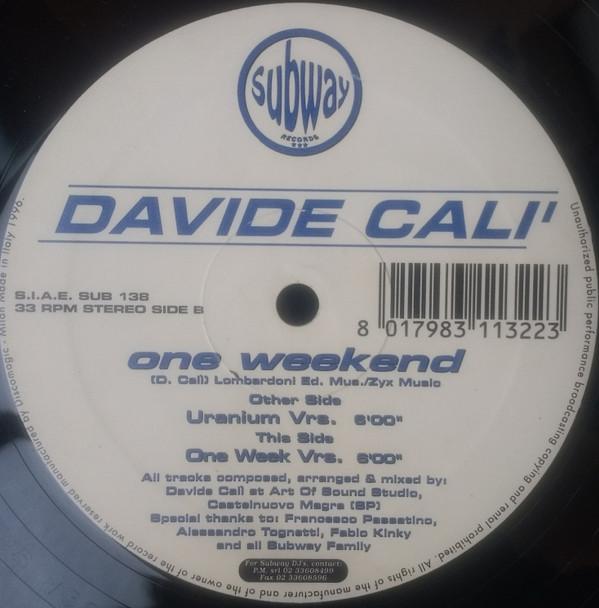 subway
RECORDS
DAVIDE CALI'
S.I.A.E. SUB 138
33 RPM STEREO SIDE B
8 017983 113223
one weekend
(D. Calì) Lombardoni Ed. Mus./Zyx Music
Other Side
Uranium Vrs. 6'00"
This Side
One Week Vrs. 6'00"
All tracks composed, arranged & mixed by:
Davide Calì at Art Of Sound Studio,
Castelnuovo Magra (SP)
Special thanks to: Francesco Passatino,
Alessandro Tognetti, Fabio Kinky
and all Subway Family
For Subway DJ's, contact:
P.M. srl 02 33608499
Fax 02 33608596
Unauthorized public performance broadcasting copying and rental prohibited. All rights of the manufacturer and of the owner of the record work reserved manufactured by Discomagic - Milan Made in Italy 1996.